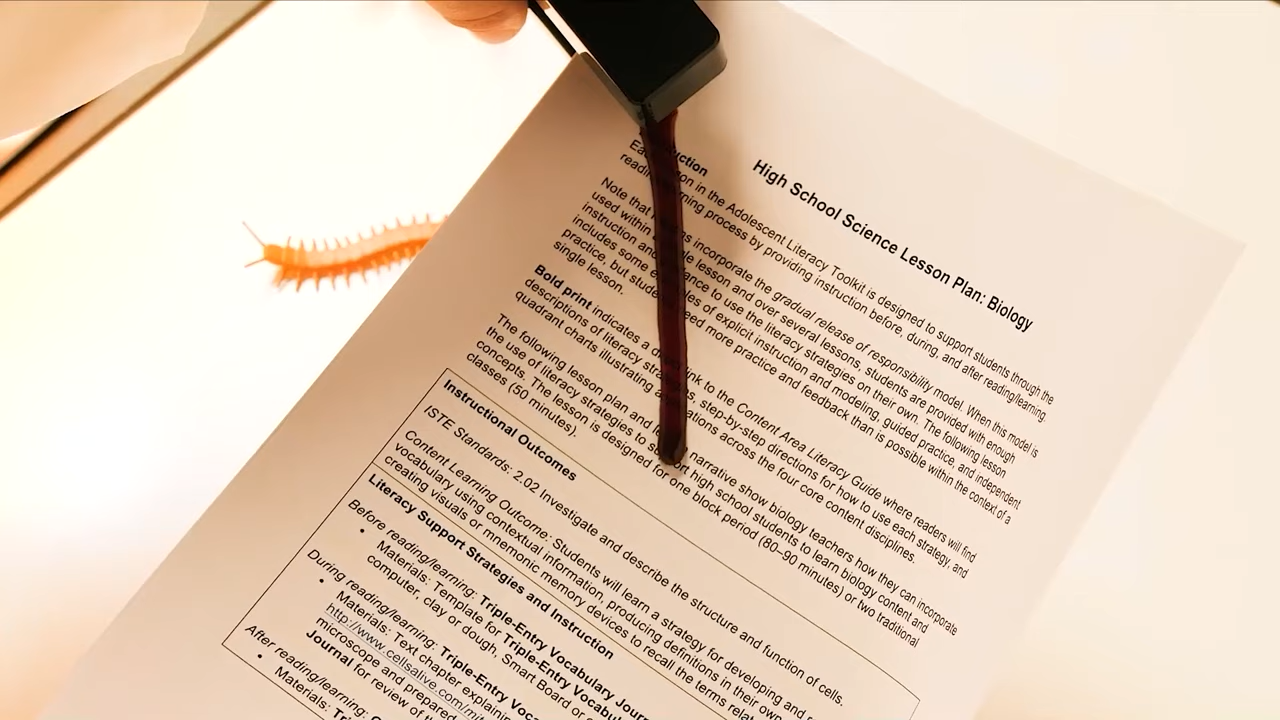 High School Science Lesson Plan: Biology
in the Adolescent Literacy Toolkit is designed to support students through the
process by providing instruction before, during, and after reading/learning.
Note that incorporate the gradual release of responsibility model. When this model is
used within lesson and over several lessons, students are provided with enough
instruction and to use the literacy strategies on their own. The following lesson
includes some of explicit instruction and modeling, guided practice, and independent
practice, but need more practice and feedback than is possible within the context of a
single lesson.
Bold print indicates a link to the Content Area Literacy Guide where readers will find
descriptions of literacy step-by-step directions for how to use each strategy, and
quadrant charts illustrating across the four core content disciplines.
The following lesson plan and narrative show biology teachers how they can incorporate
the use of literacy strategies to support high school students to learn biology content and
concepts. The lesson is designed for one block period (80–90 minutes) or two traditional
classes (50 minutes).
Instructional Outcomes
ISTE Standards: 2.02 Investigate and describe the structure and function of cells.
Content Learning Outcome: Students will learn a strategy for developing and
vocabulary using contextual information, producing definitions in their own
creating visuals or mnemonic memory devices to recall the terms
Literacy Support Strategies and Instruction
Before reading/learning: Triple-Entry Vocabulary
• Materials: Template for Triple-Entry
computer, clay or dough, Smart Board or
During reading/learning: Triple-Entry
• Materials: Text chapter
http://www.cellsalive.com/
microscope and
Journal for review of
After reading/learning:
• Materials: